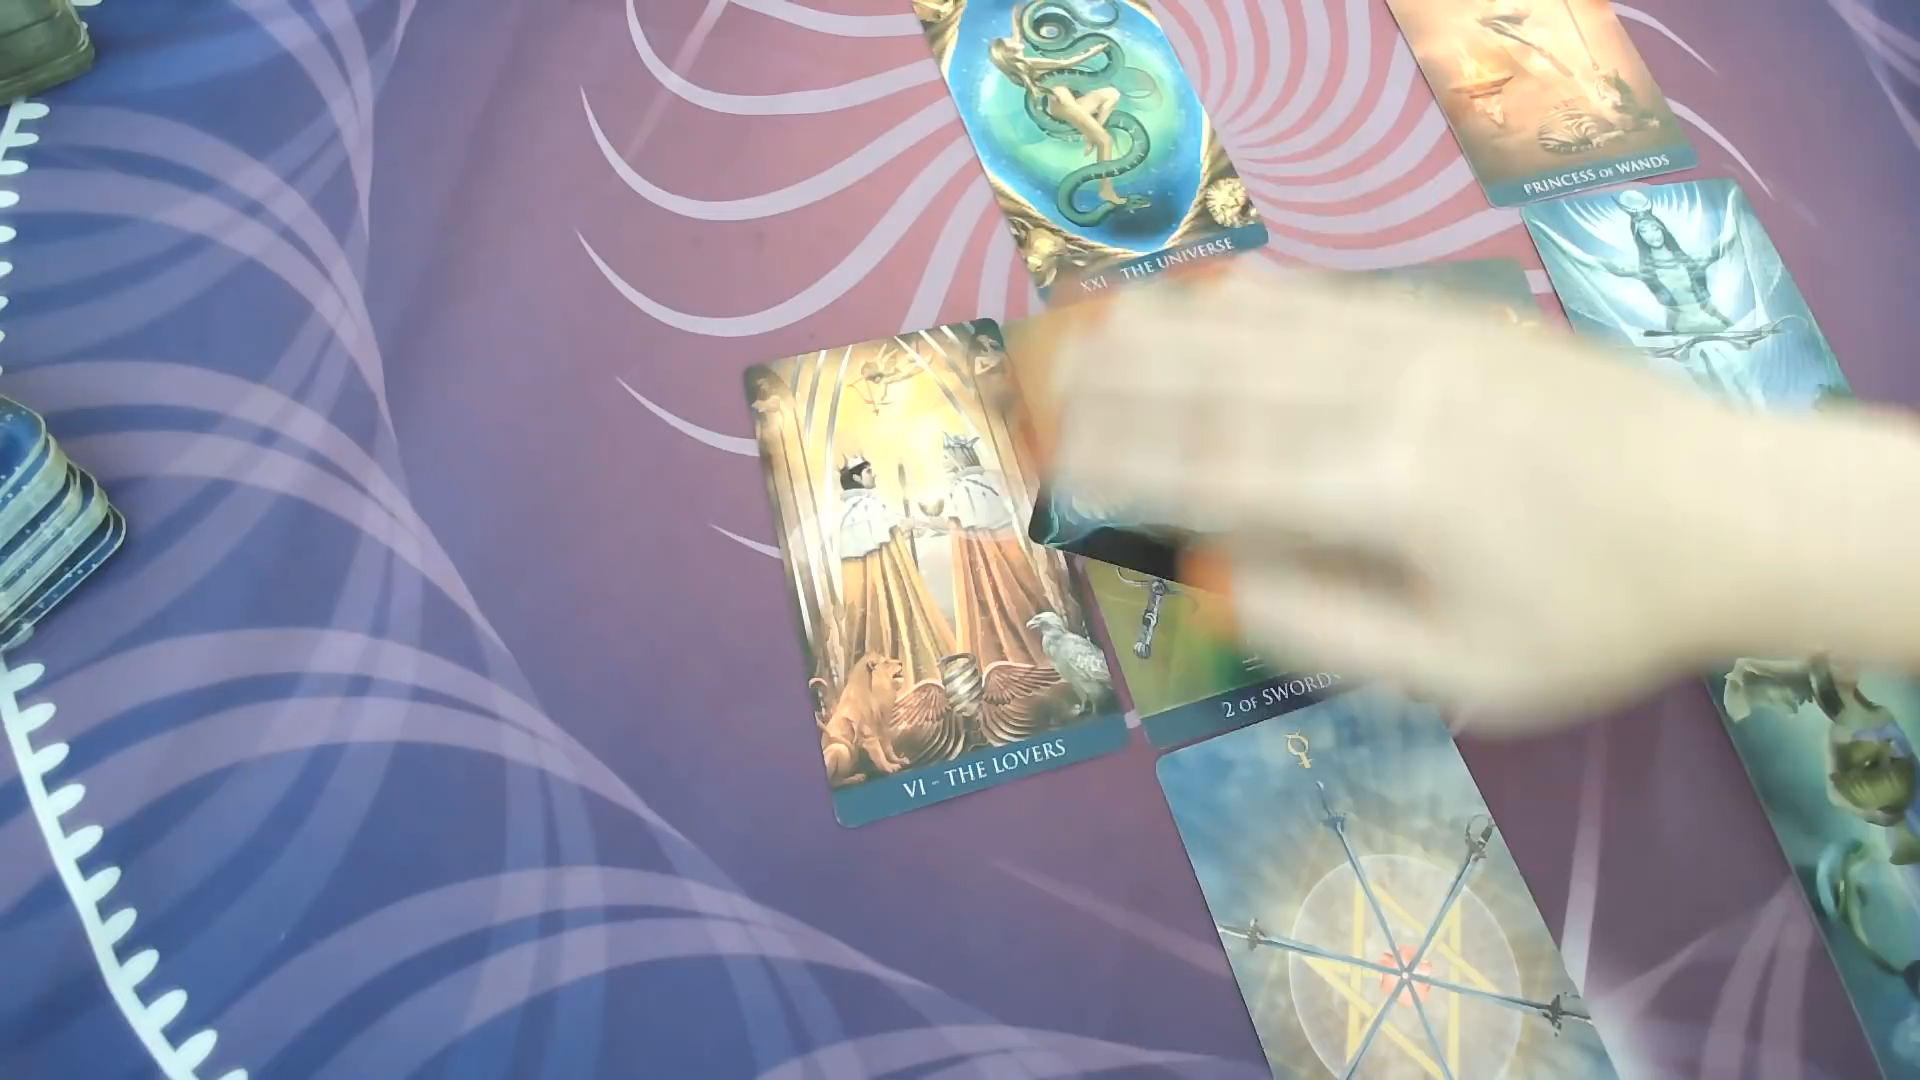 PRINCESS OF WANDS
XXI - THE UNIVERSE
2 OF SWORDS
VI - THE LOVERS